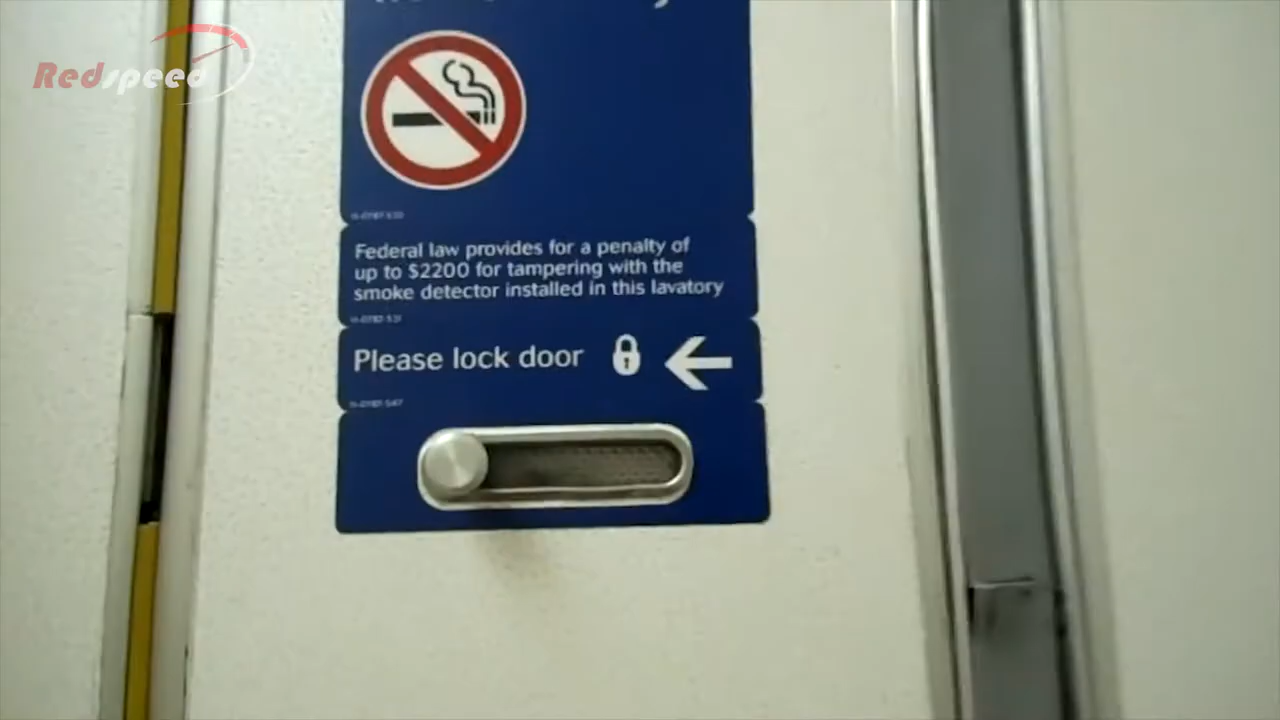 Redspeed
Federal law provides for a penalty of
up to $2200 for tampering with the
smoke detector installed in this lavatory
Please lock door